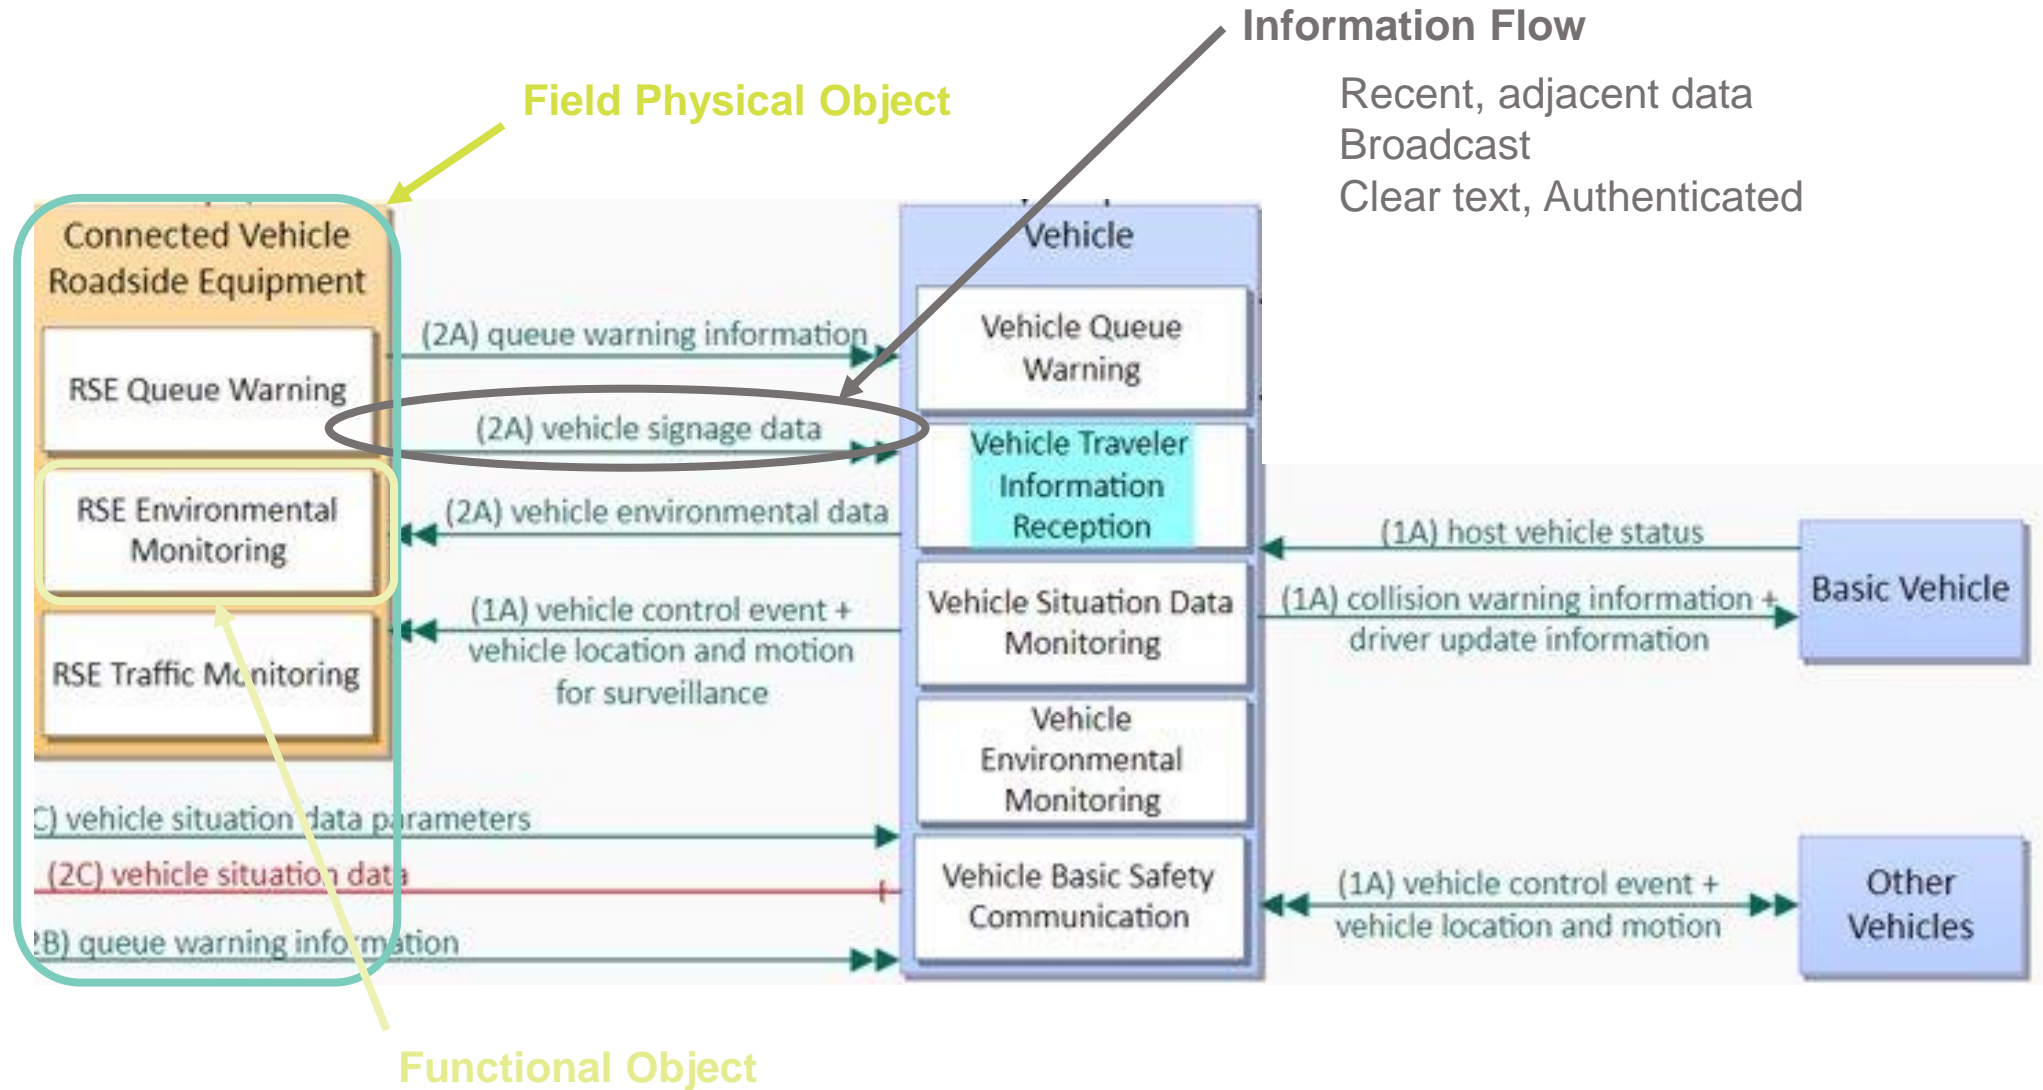 Information Flow
Recent, adjacent data
Broadcast
Clear text, Authenticated
Field Physical Object
Connected Vehicle
Roadside Equipment
RSE Queue Warning
RSE Environmental
Monitoring
RSE Traffic Monitoring
(2A) queue warning information
(2A) vehicle signage data
(2A) vehicle environmental data
(1A) vehicle control event +
vehicle location and motion
for surveillance
C) vehicle situation data parameters
(2C) vehicle situation data
2B) queue warning information
Vehicle
Vehicle Queue
Warning
Vehicle Traveler
Information
Reception
Vehicle Situation Data
Monitoring
Vehicle
Environmental
Monitoring
Vehicle Basic Safety
Communication
(1A) host vehicle status
(1A) collision warning information +
driver update information
Basic Vehicle
(1A) vehicle control event +
vehicle location and motion
Other
Vehicles
Functional Object